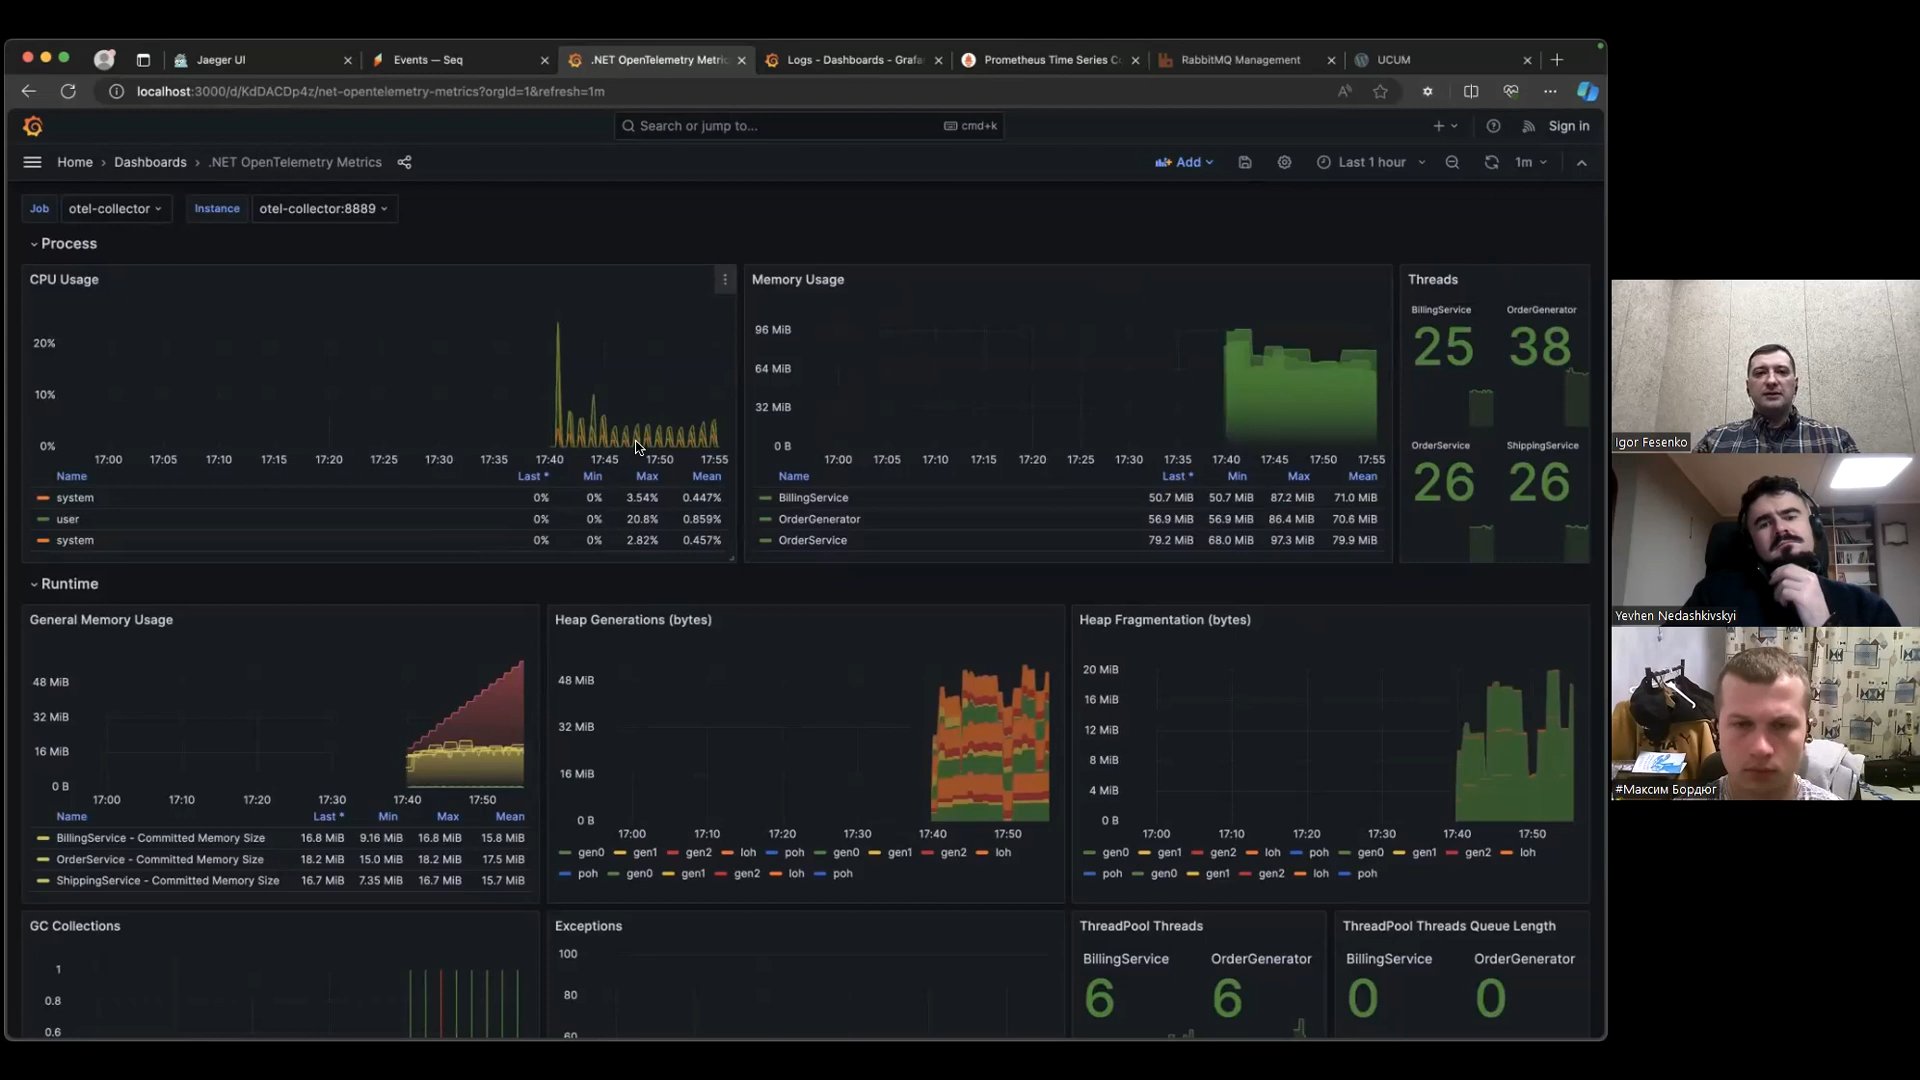 Jaeger UI
Events — Seq
.NET OpenTelemetry Metri
Logs - Dashboards - Grafa
Prometheus Time Series C
RabbitMQ Management
UCUM
localhost:3000/d/KdDACDp4z/net-opentelemetry-metrics?orgId=1&refresh=1m
Search or jump to...
cmd+k
Sign in
Home › Dashboards › .NET OpenTelemetry Metrics
Add
Last 1 hour
1m
Job otel-collector
Instance otel-collector:8889
Process
CPU Usage
20%
10%
0%
17:00 17:05 17:10 17:15 17:20 17:25 17:30 17:35 17:40 17:45 17:50 17:55
Name Last * Min Max Mean
system 0% 0% 3.54% 0.447%
user 0% 0% 20.8% 0.859%
system 0% 0% 2.82% 0.457%
Memory Usage
96 MiB
64 MiB
32 MiB
0 B
17:00 17:05 17:10 17:15 17:20 17:25 17:30 17:35 17:40 17:45 17:50 17:55
Name Last * Min Max Mean
BillingService 50.7 MiB 50.7 MiB 87.2 MiB 71.0 MiB
OrderGenerator 56.9 MiB 56.9 MiB 86.4 MiB 70.6 MiB
OrderService 79.2 MiB 68.0 MiB 97.3 MiB 79.9 MiB
Threads
BillingService OrderGenerator
25 38
OrderService ShippingService
26 26
Runtime
General Memory Usage
48 MiB
32 MiB
16 MiB
0 B
17:00 17:10 17:20 17:30 17:40 17:50
Name Last * Min Max Mean
BillingService - Committed Memory Size 16.8 MiB 9.16 MiB 16.8 MiB 15.8 MiB
OrderService - Committed Memory Size 18.2 MiB 15.0 MiB 18.2 MiB 17.5 MiB
ShippingService - Committed Memory Size 16.7 MiB 7.35 MiB 16.7 MiB 15.7 MiB
Heap Generations (bytes)
48 MiB
32 MiB
16 MiB
0 B
17:00 17:10 17:20 17:30 17:40 17:50
gen0 gen1 gen2 loh poh gen0 gen1 gen2 loh
poh gen0 gen1 gen2 loh poh
Heap Fragmentation (bytes)
20 MiB
16 MiB
12 MiB
8 MiB
4 MiB
0 B
17:00 17:10 17:20 17:30 17:40 17:50
gen0 gen1 gen2 loh poh gen0 gen1 gen2 loh
poh gen0 gen1 gen2 loh poh
GC Collections
1
0.8
0.6
Exceptions
100
80
60
ThreadPool Threads
BillingService OrderGenerator
6 6
ThreadPool Threads Queue Length
BillingService OrderGenerator
0 0
Igor Fesenko
Yevhen Nedashkivskyi
#Максим Бордюг